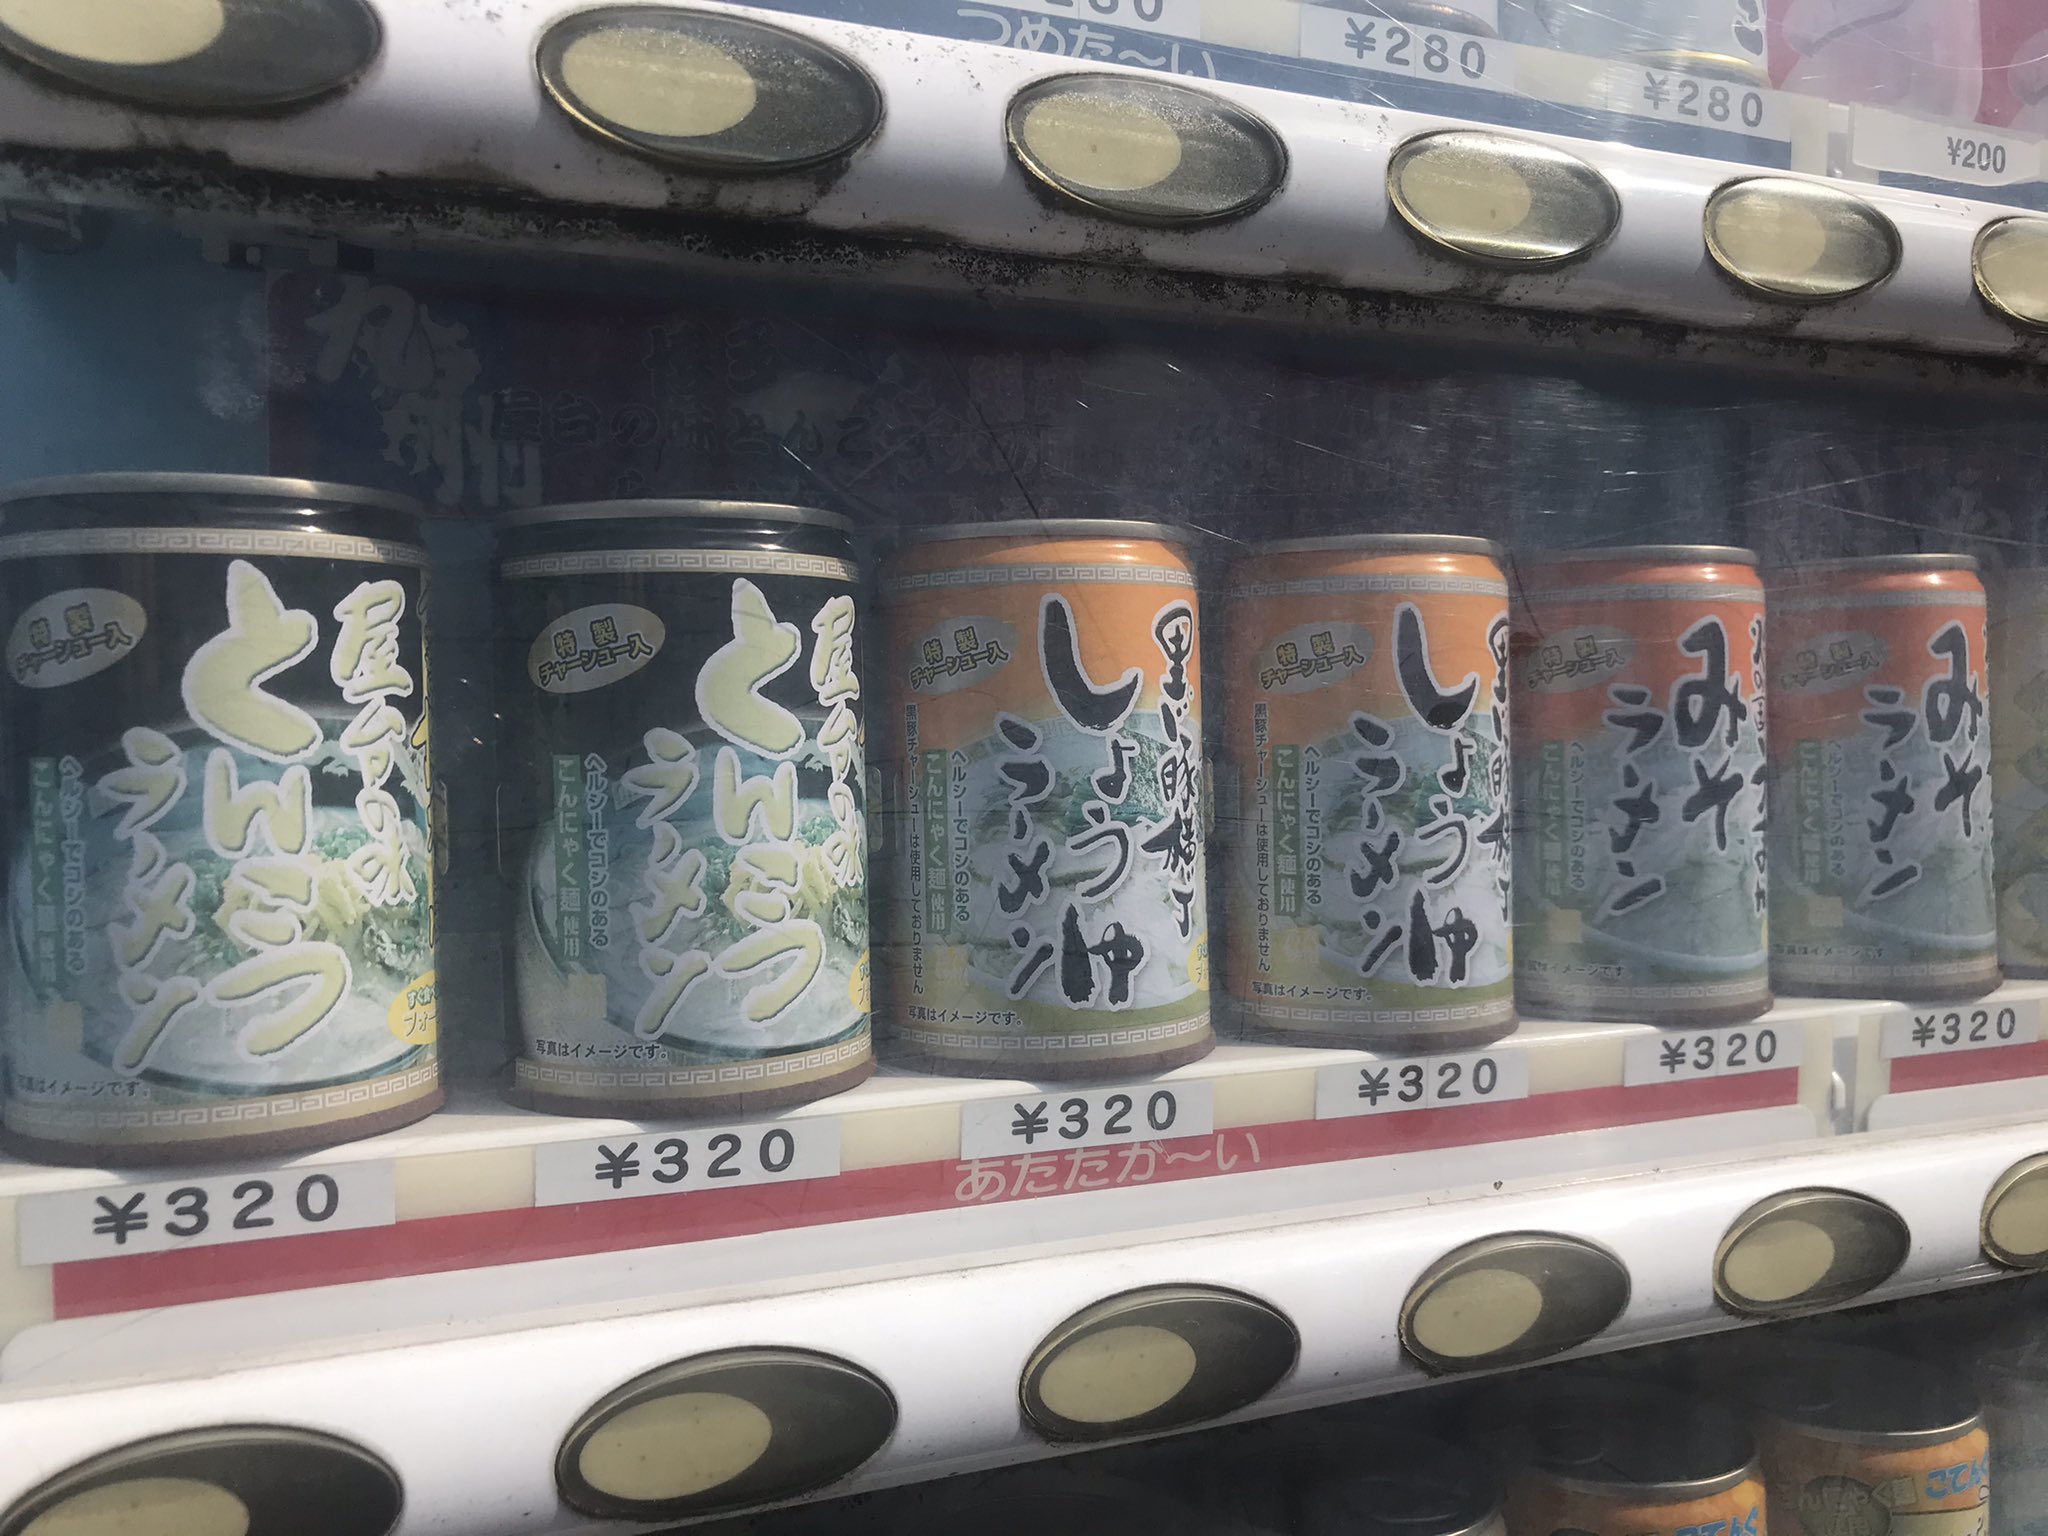 つめた〜い
¥280
¥280
¥200
屋台の味
とんこつ
ラーメン
特製
チャーシュー入
ヘルシーでコシのある
こんにゃく麺使用
写真はイメージです。
屋台の味
とんこつ
ラーメン
特製
チャーシュー入
ヘルシーでコシのある
こんにゃく麺使用
写真はイメージです。
黒豚横丁
しょうゆ
ラーメン
特製
チャーシュー入
ヘルシーでコシのある
こんにゃく麺使用
黒豚チャーシューは使用しておりません
写真はイメージです。
しょうゆ
ラーメン
特製
チャーシュー入
ヘルシーでコシのある
こんにゃく麺使用
黒豚チャーシューは使用しておりません
写真はイメージです。
みそ
ラーメン
特製
チャーシュー入
ヘルシーでコシのある
こんにゃく麺使用
写真はイメージです
みそ
ラーメン
特製
チャーシュー入
ヘルシーでコシのある
こんにゃく麺使用
写真はイメージです
¥320
¥320
¥320
¥320
¥320
¥320
あたたか〜い